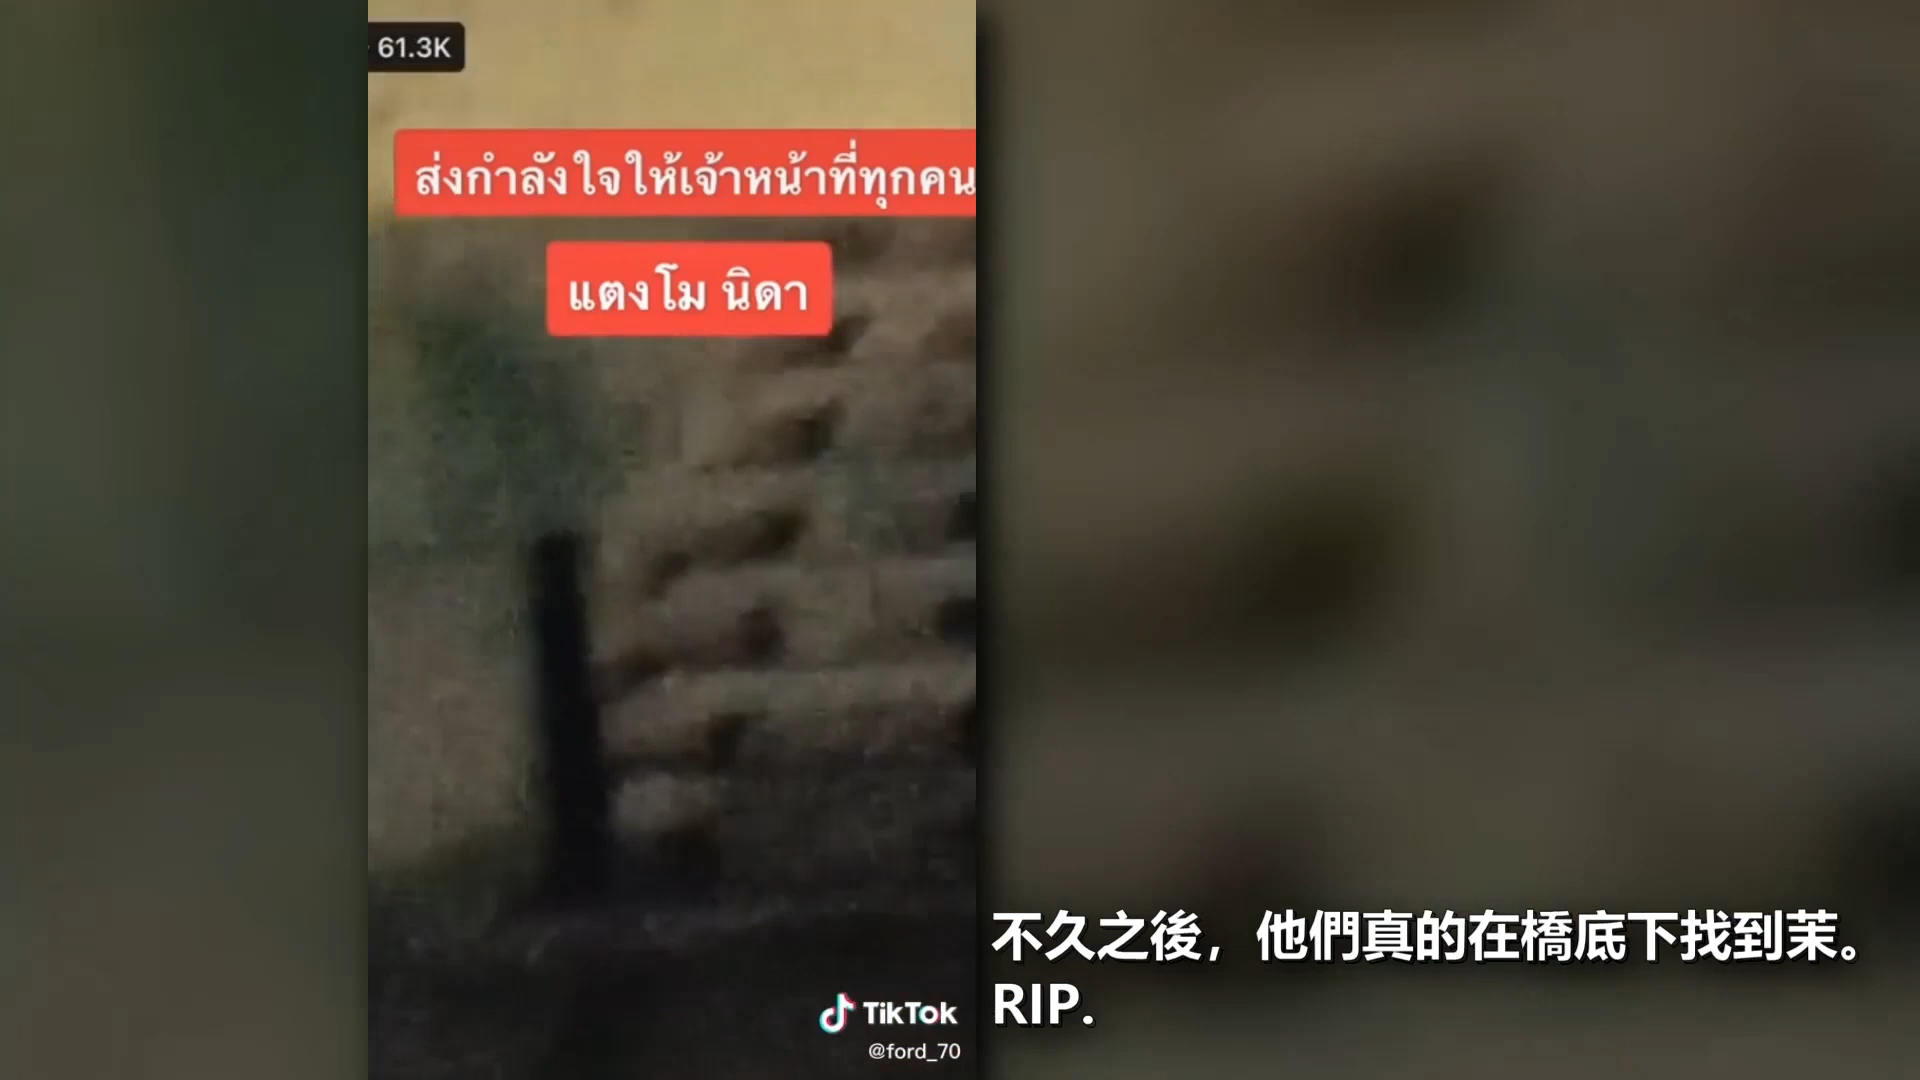 61.3K
ส่งกำลังใจให้เจ้าหน้าที่ทุกคน
แตงโม นิดา
TikTok
@ford_70
不久之後，他們真的在橋底下找到茉。
RIP.